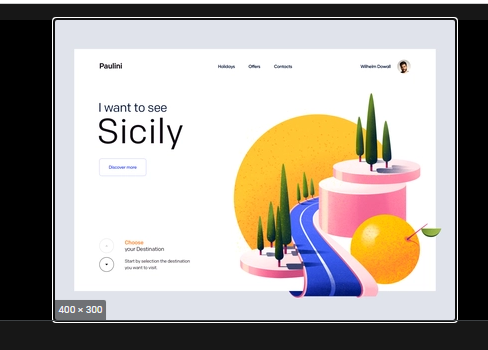 Paulini
Holidays Offers Contacts Wilhelm Dowall
I want to see
Sicily
Discover more
Choose
your Destination
Start by selection the destination
you want to visit.
400 × 300